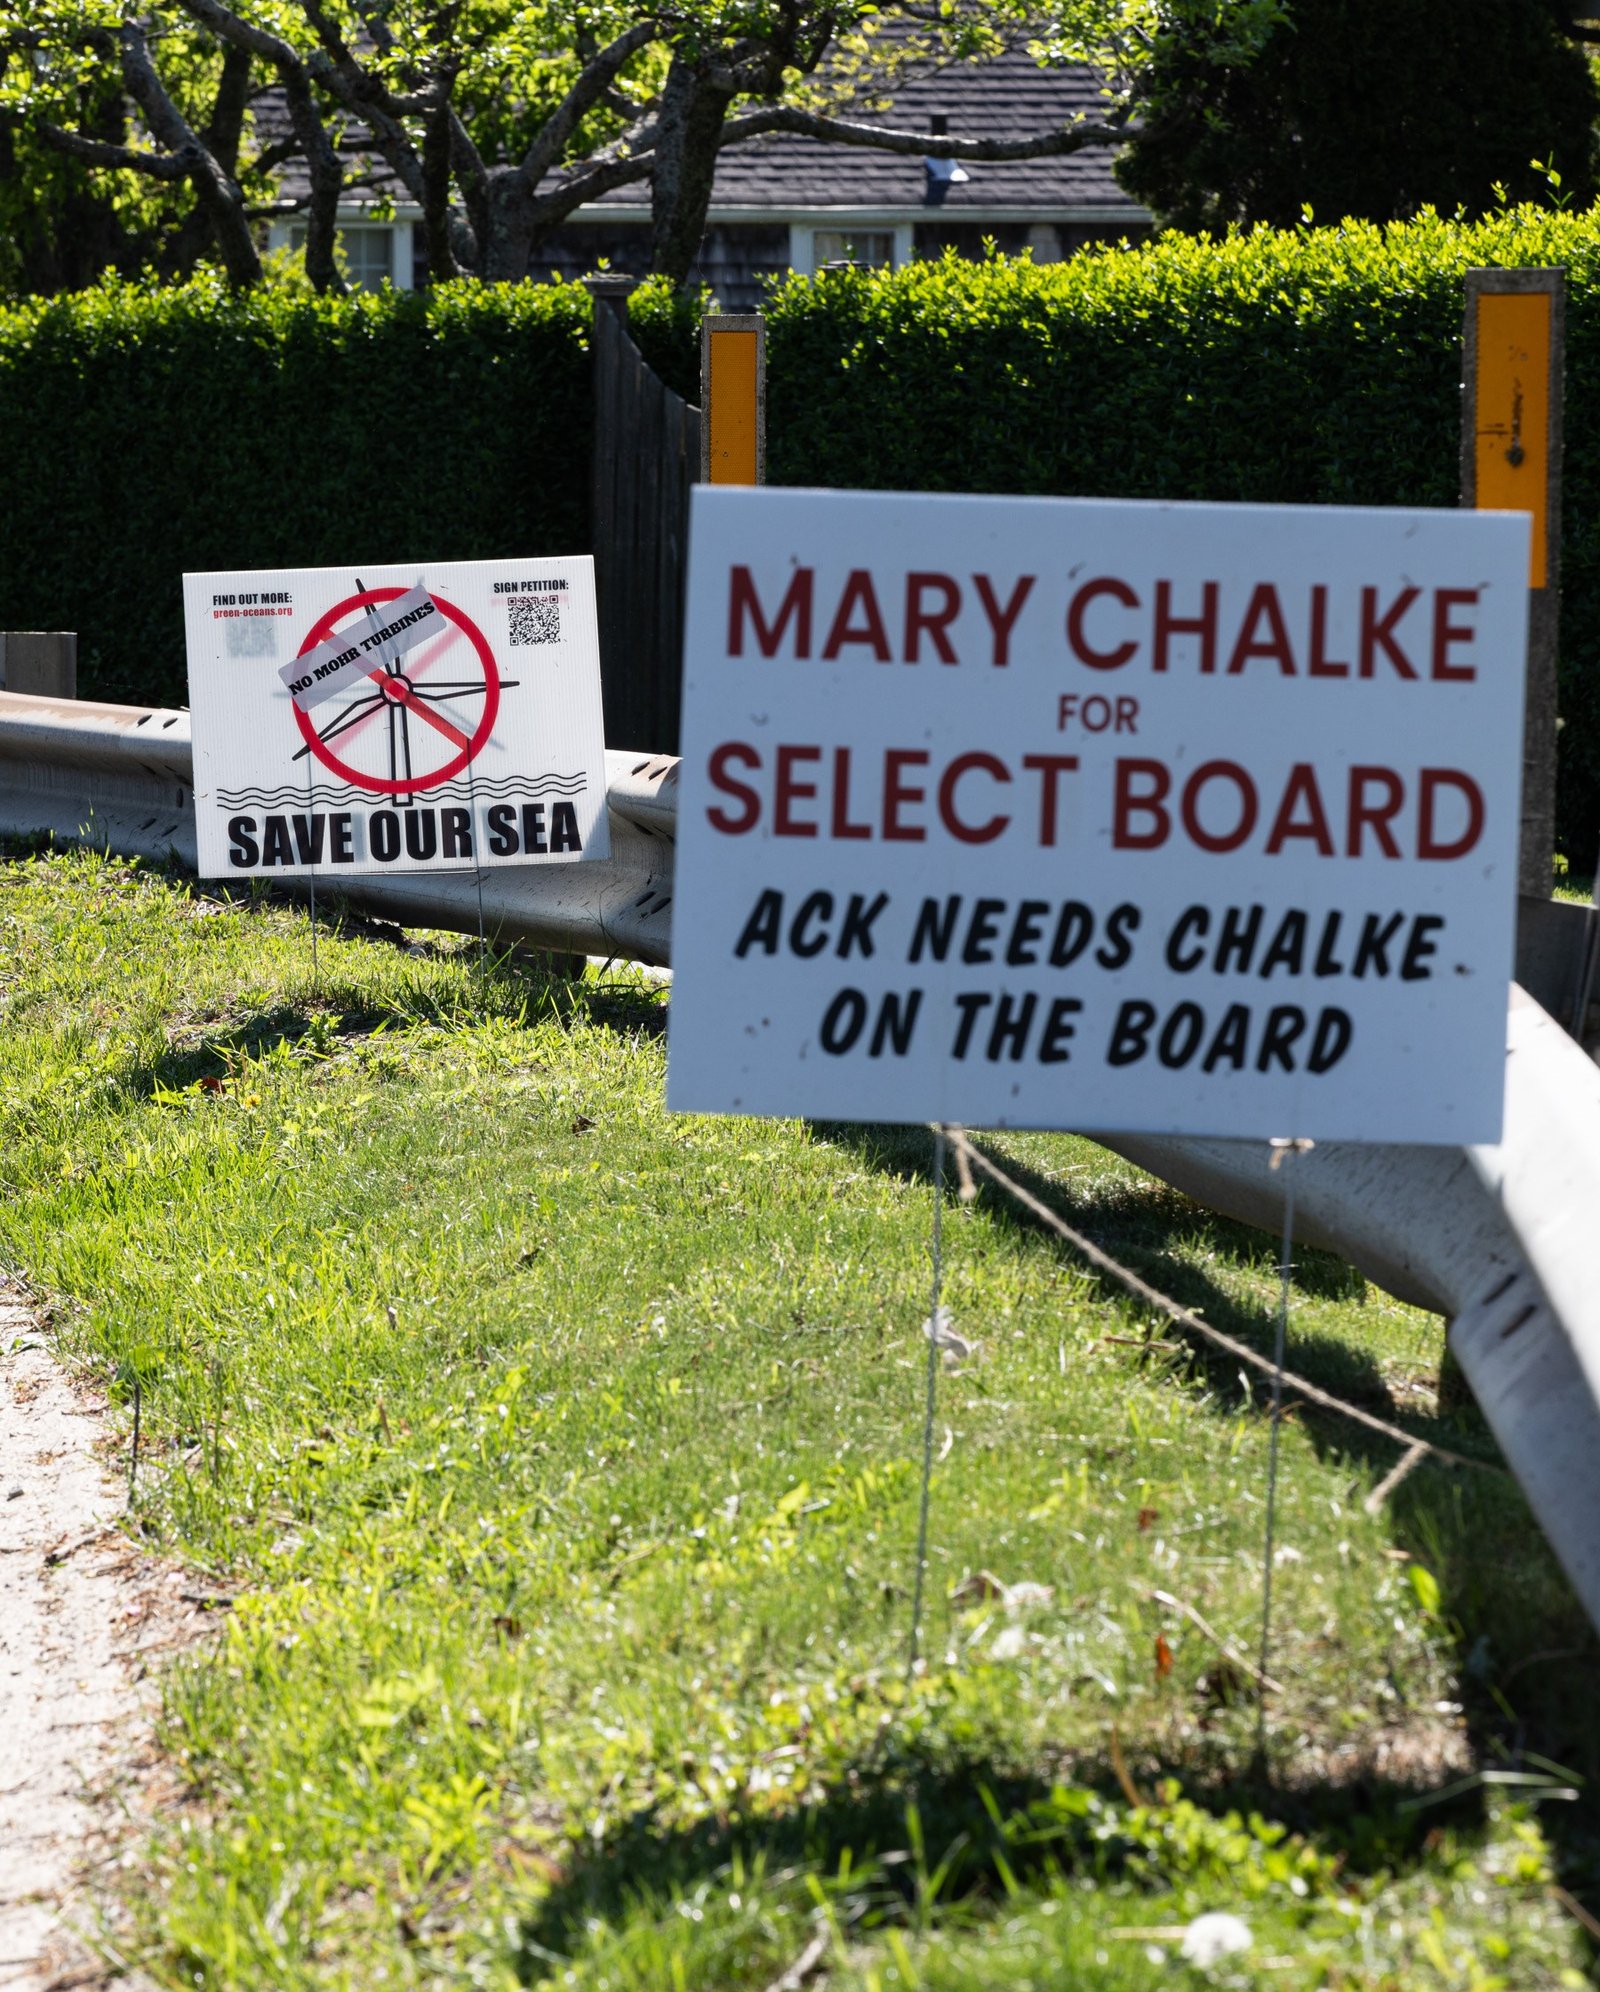 FIND OUT MORE:
green-oceans.org
SIGN PETITION:
NO MOHR TURBINES
SAVE OUR SEA
MARY CHALKE
FOR
SELECT BOARD
ACK NEEDS CHALKE
ON THE BOARD